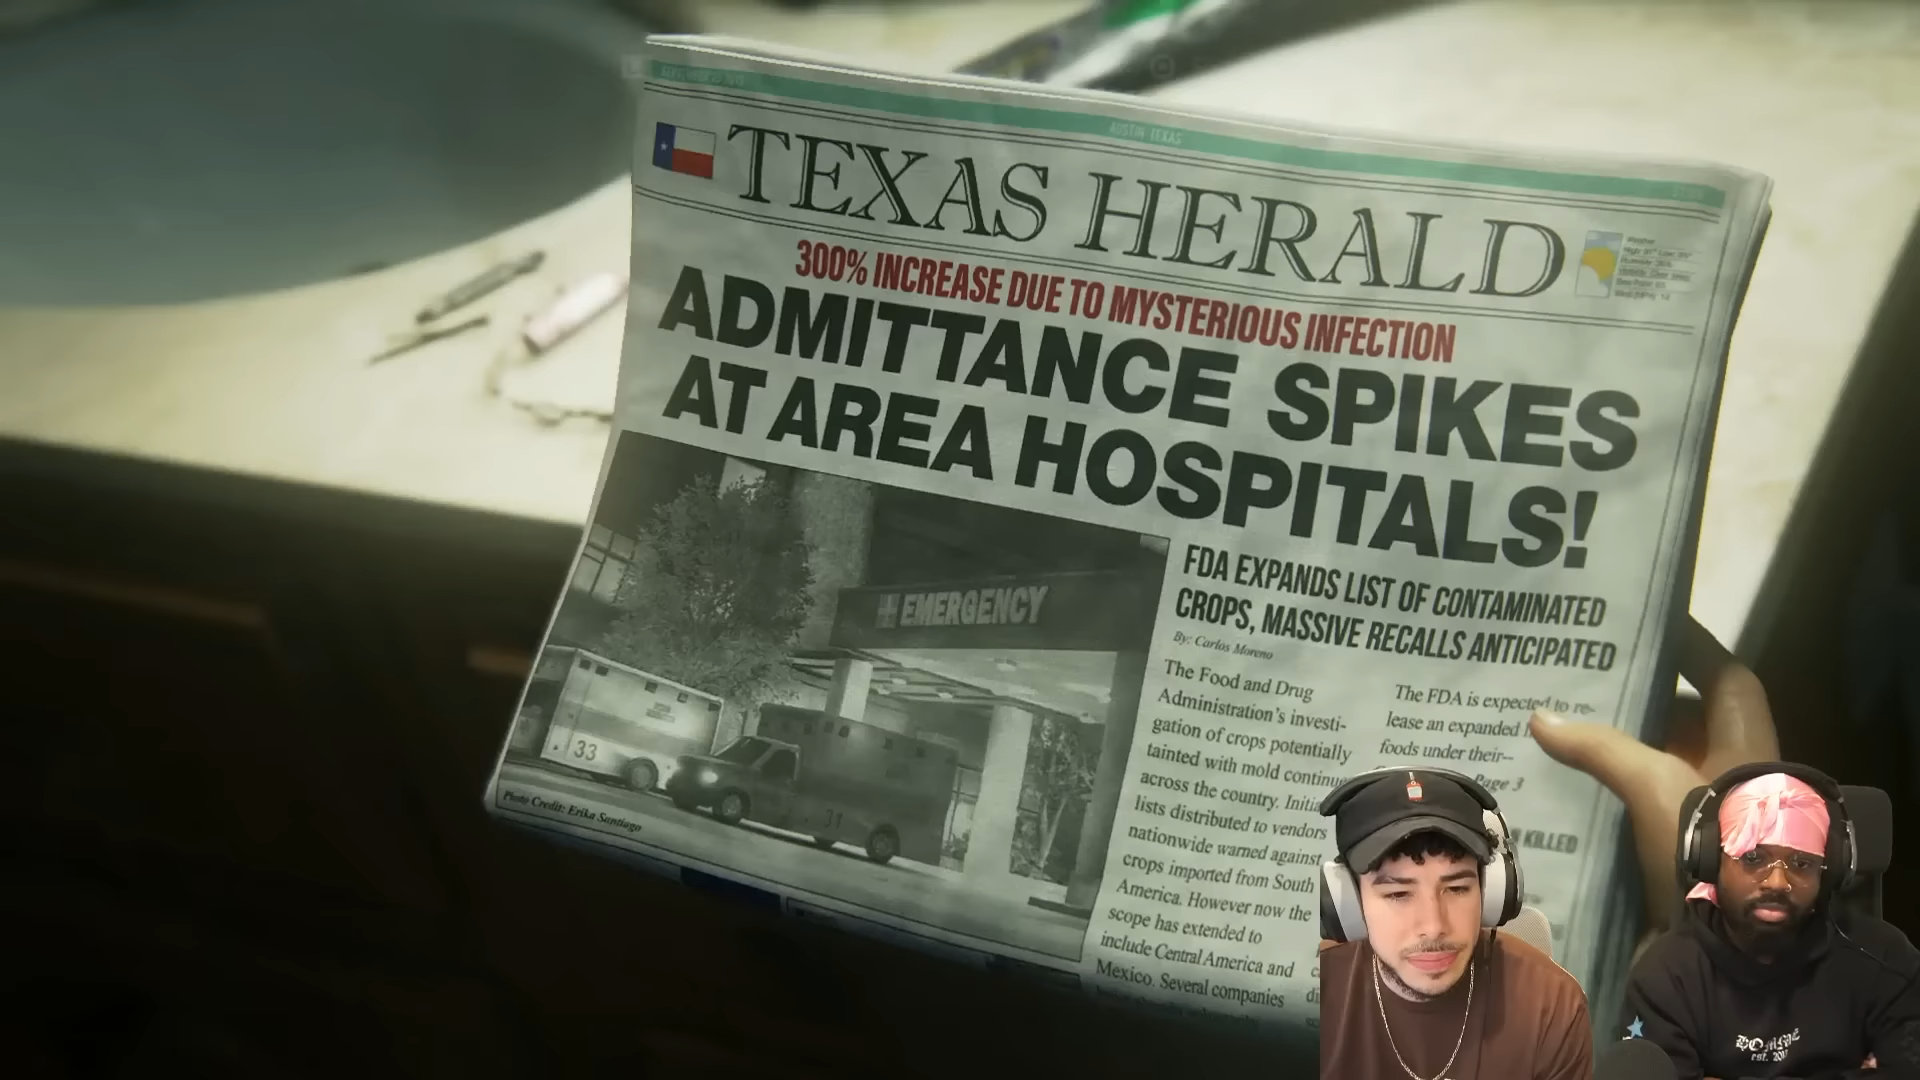 AUSTIN TEXAS
TEXAS HERALD
300% INCREASE DUE TO MYSTERIOUS INFECTION
ADMITTANCE SPIKES
AT AREA HOSPITALS!
EMERGENCY
33
31
Photo Credit: Erika Santiago
FDA EXPANDS LIST OF CONTAMINATED
CROPS, MASSIVE RECALLS ANTICIPATED
By: Carlos Moreno
The Food and Drug
Administration's investi-
gation of crops potentially
tainted with mold
across the country.
lists distributed to vendors
nationwide warned against
crops imported from South
America. However now the
scope has extended to
include Central America and
Mexico. Several companies
The FDA is expected to re-
lease an expanded
foods under their--
Page 3
KILLED